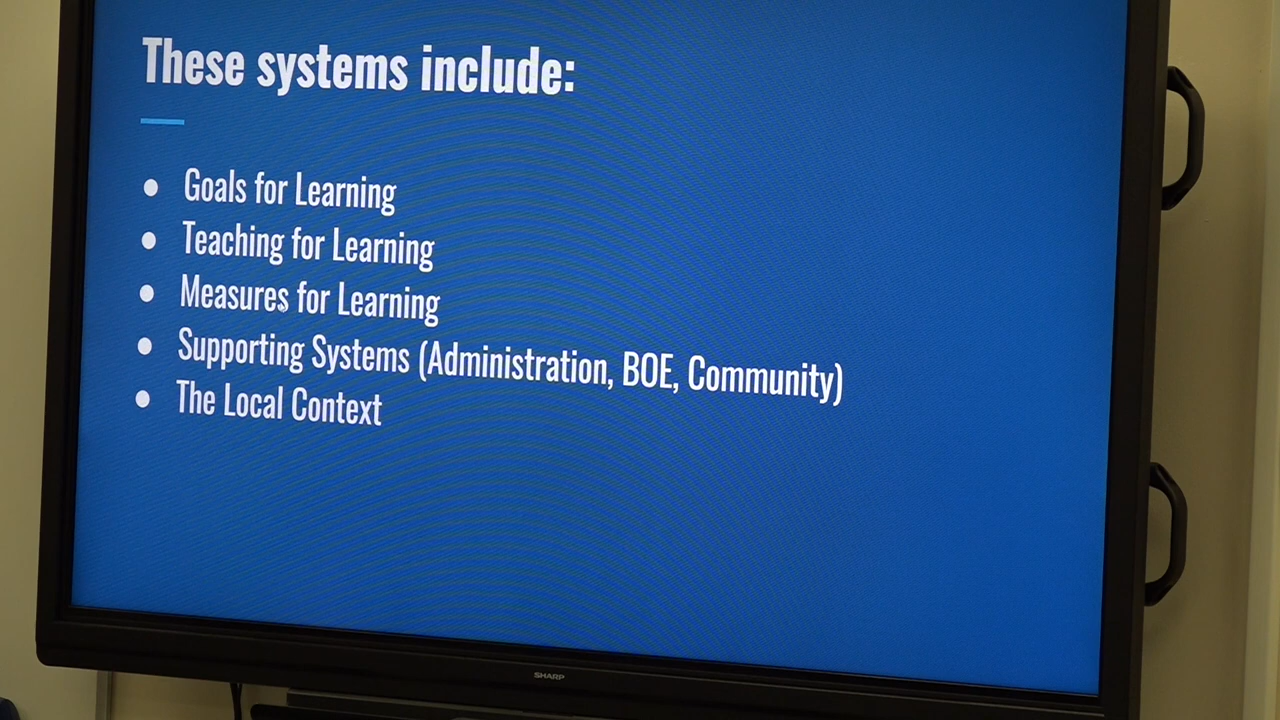 These systems include:
● Goals for Learning
● Teaching for Learning
● Measures for Learning
● Supporting Systems (Administration, BOE, Community)
● The Local Context
SHARP